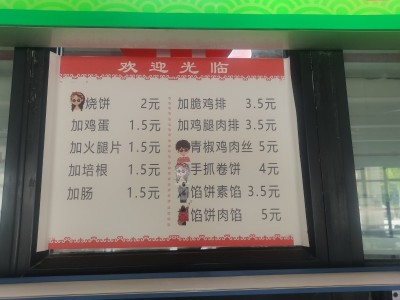 欢迎光临
烧饼 2元
加鸡蛋 1.5元
加火腿片 1.5元
加培根 1.5元
加肠 1.5元
加脆鸡排 3.5元
加鸡腿肉排 3.5元
青椒鸡肉丝 5元
手抓卷饼 4元
馅饼素馅 3.5元
馅饼肉馅 5元